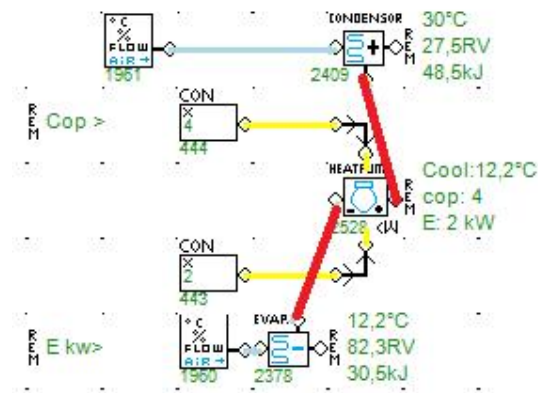 ° C
%
FLOW
AiR →
1961
CONDENSOR
+
2409
REM
30°C
27,5RV
48,5kJ
REM
Cop >
CON
X
4
444
HEATPUM
-
2528
kW
REM
Cool:12,2°C
cop: 4
E: 2 kW
CON
X
2
443
REM
E kw>
° C
%
FLOW
AiR →
1960
EVAP.
-
2378
REM
12,2°C
82,3RV
30,5kJ